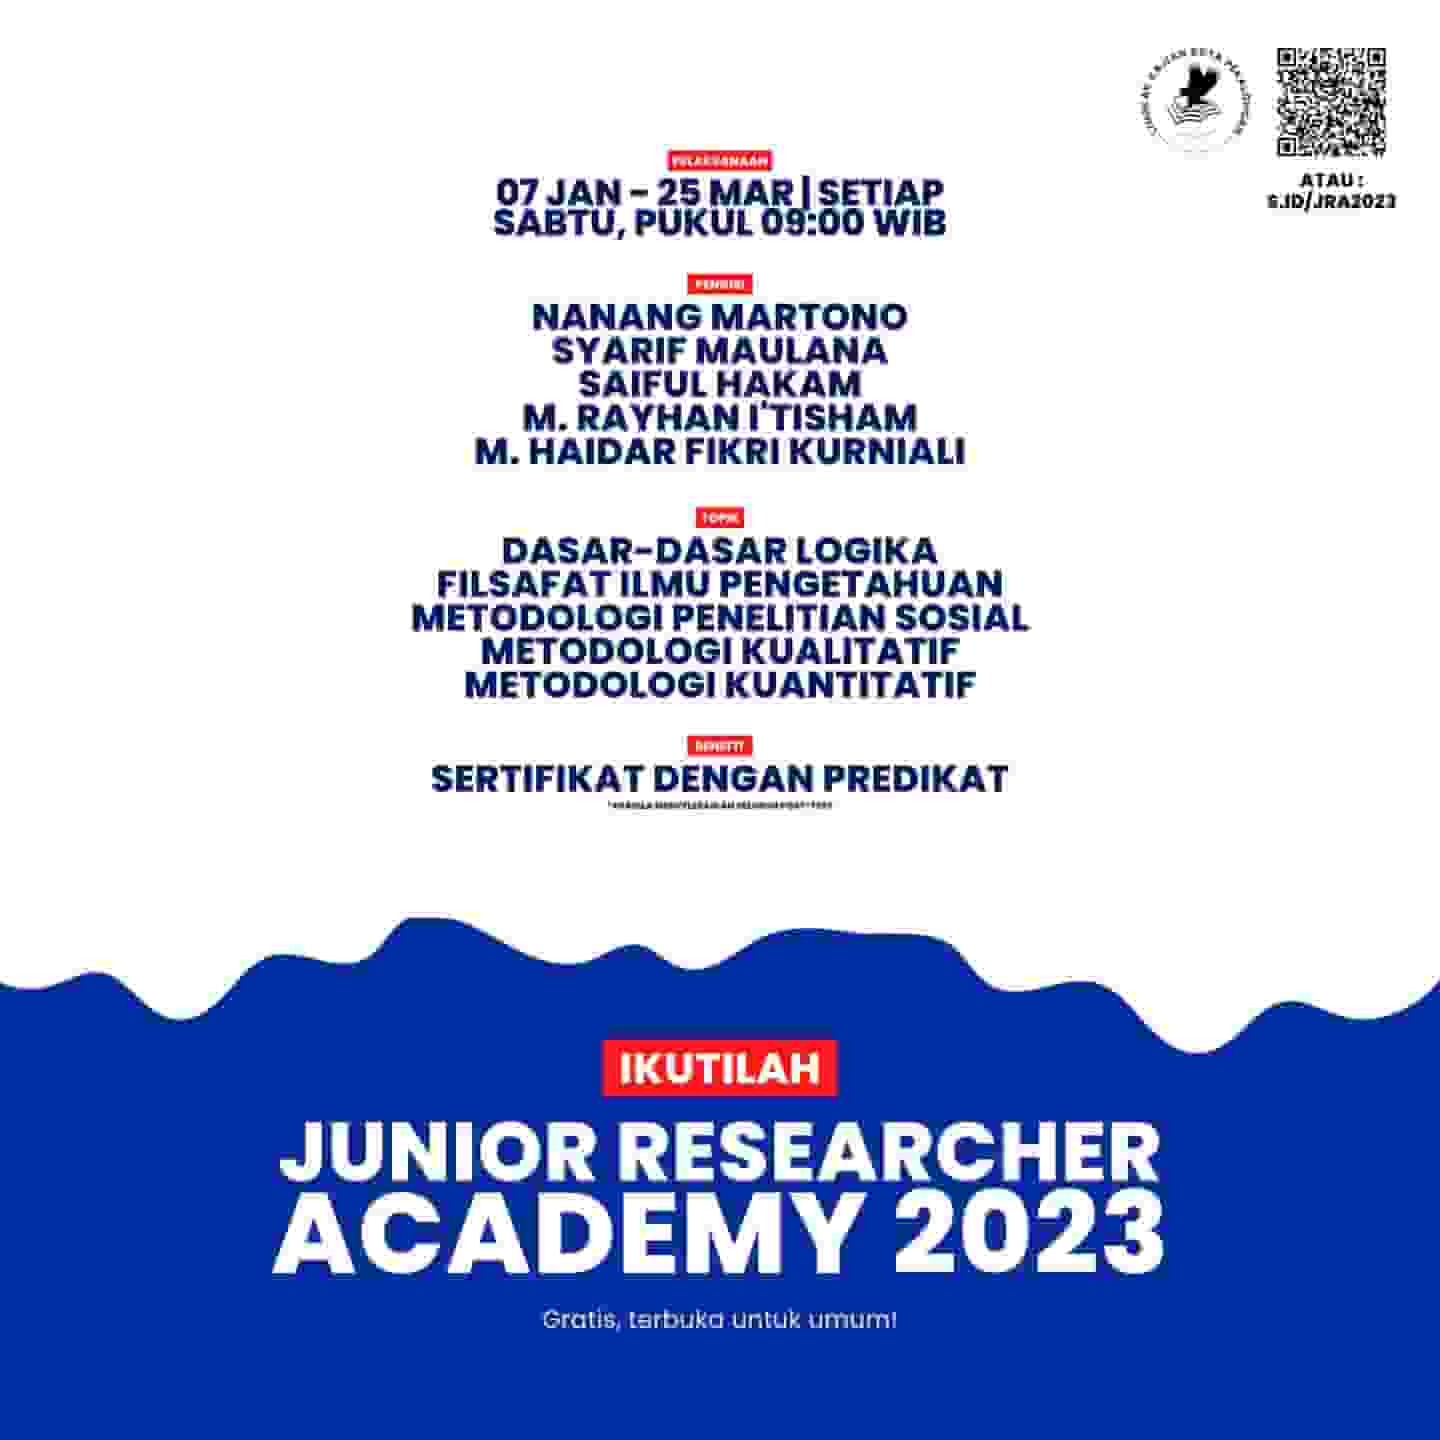 ATAU :
S.ID/JRA2023
PELAKSANAAN
07 JAN - 25 MAR | SETIAP
SABTU, PUKUL 09:00 WIB
PENGISI
NANANG MARTONO
SYARIF MAULANA
SAIFUL HAKAM
M. RAYHAN I'TISHAM
M. HAIDAR FIKRI KURNIALI
TOPIK
DASAR-DASAR LOGIKA
FILSAFAT ILMU PENGETAHUAN
METODOLOGI PENELITIAN SOSIAL
METODOLOGI KUALITATIF
METODOLOGI KUANTITATIF
BENEFIT
SERTIFIKAT DENGAN PREDIKAT
IKUTILAH
JUNIOR RESEARCHER
ACADEMY 2023
Gratis, terbuka untuk umum!